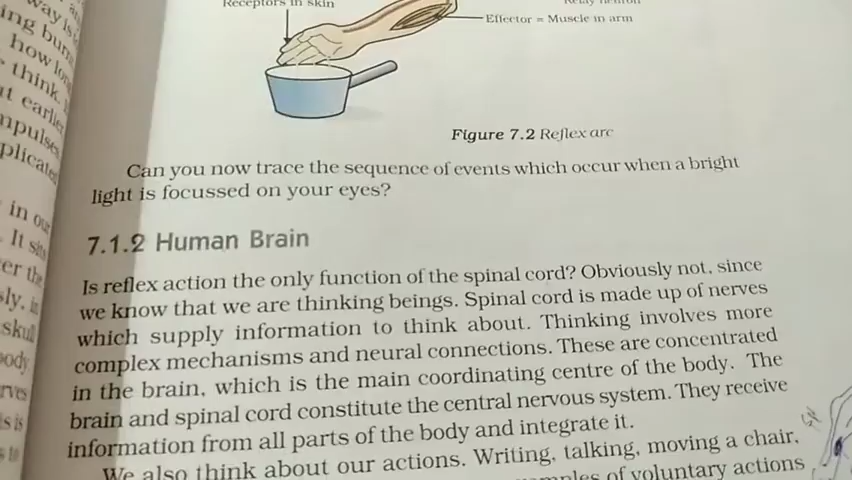 Receptors in skin
Effector = Muscle in arm
Figure 7.2 Reflex arc
Can you now trace the sequence of events which occur when a bright
light is focussed on your eyes?
7.1.2 Human Brain
Is reflex action the only function of the spinal cord? Obviously not, since
we know that we are thinking beings. Spinal cord is made up of nerves
which supply information to think about. Thinking involves more
complex mechanisms and neural connections. These are concentrated
in the brain, which is the main coordinating centre of the body. The
brain and spinal cord constitute the central nervous system. They receive
information from all parts of the body and integrate it.
We also think about our actions. Writing, talking, moving a chair,
of voluntary actions